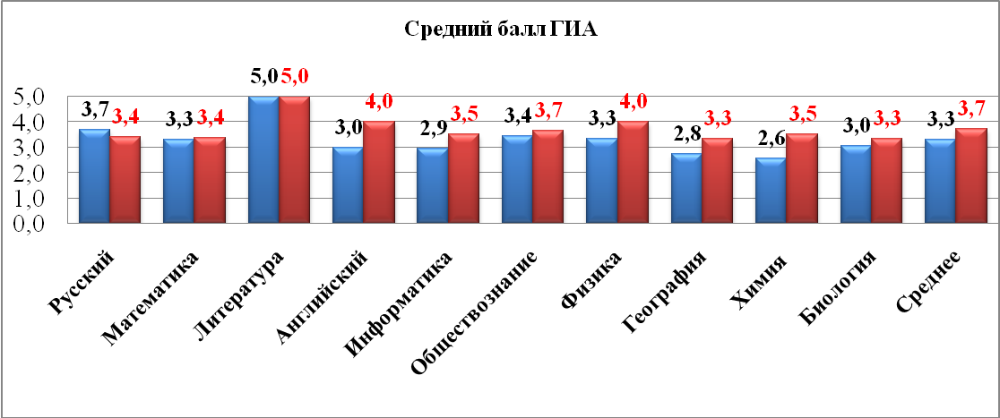 Средний балл ГИА
5,0
4,0
3,0
2,0
1,0
0,0
3,7 3,4
3,3 3,4
5,0 5,0
3,0 4,0
2,9 3,5
3,4 3,7
3,3 4,0
2,8 3,3
2,6 3,5
3,0 3,3
3,3 3,7
Русский
Математика
Литература
Английский
Информатика
Обществознание
Физика
География
Химия
Биология
Среднее